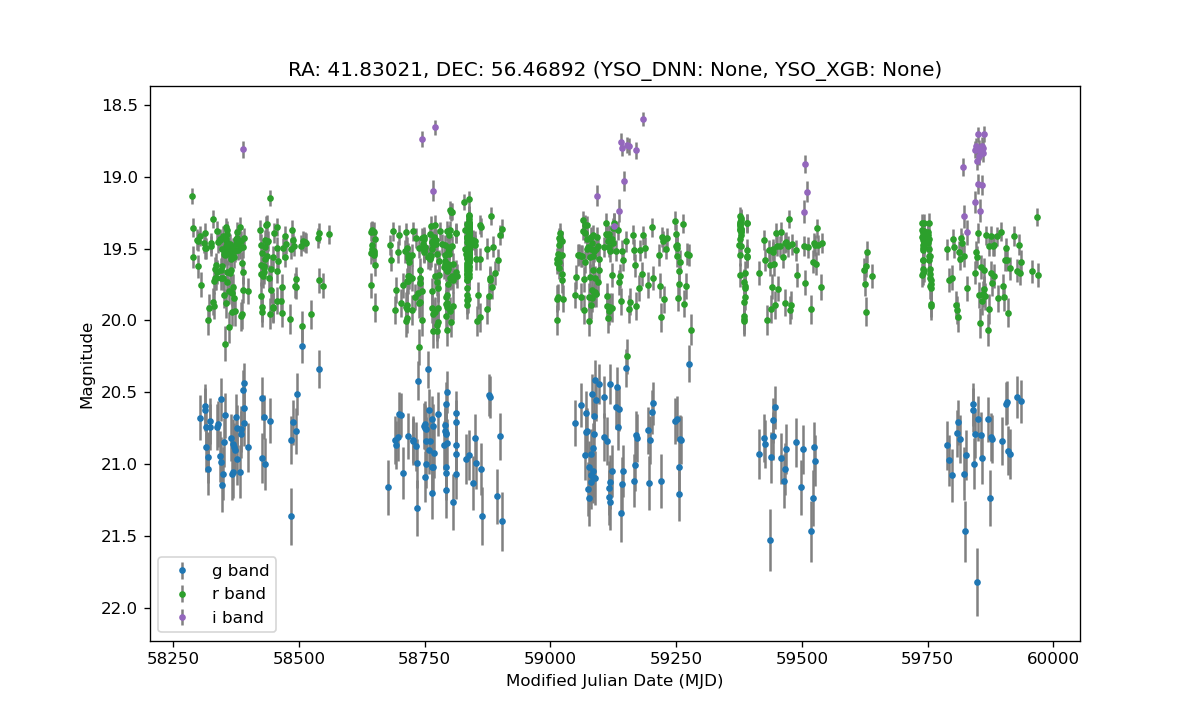 RA: 41.83021, DEC: 56.46892 (YSO_DNN: None, YSO_XGB: None)
18.5
19.0
19.5
20.0
20.5
21.0
21.5
22.0
Magnitude
g band
r band
i band
58250 58500 58750 59000 59250 59500 59750 60000
Modified Julian Date (MJD)